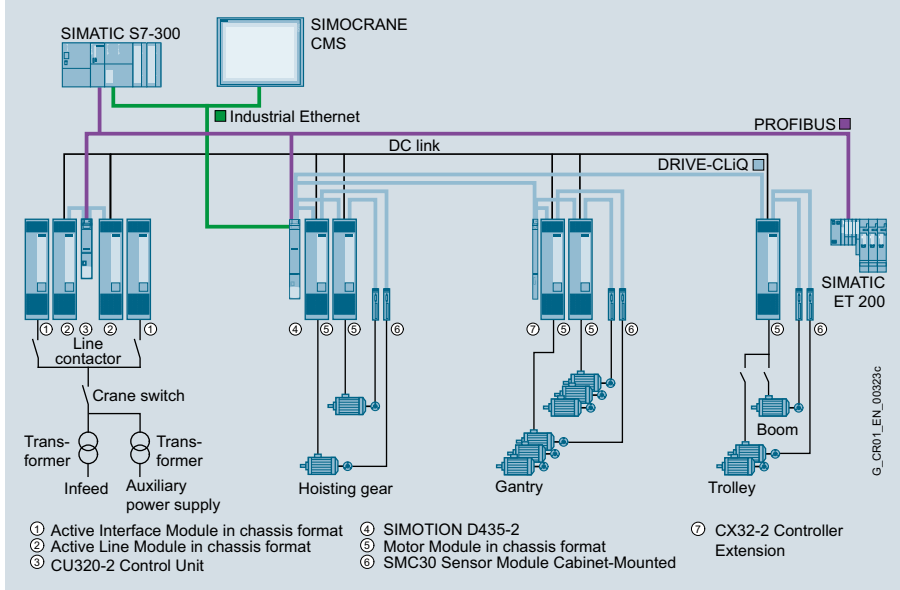 SIMATIC S7-300
SIMOCRANE
CMS
Industrial Ethernet
PROFIBUS
DC link
DRIVE-CLiQ
SIMATIC
ET 200
1 2 3 2 1
4 5 5 6
7 5 5 6
5 6
Line
contactor
Crane switch
Trans-
former
Trans-
former
Infeed
Auxiliary
power supply
Hoisting gear
Gantry
Boom
Trolley
G_CR01_EN_00323c
1 Active Interface Module in chassis format
2 Active Line Module in chassis format
3 CU320-2 Control Unit
4 SIMOTION D435-2
5 Motor Module in chassis format
6 SMC30 Sensor Module Cabinet-Mounted
7 CX32-2 Controller
Extension